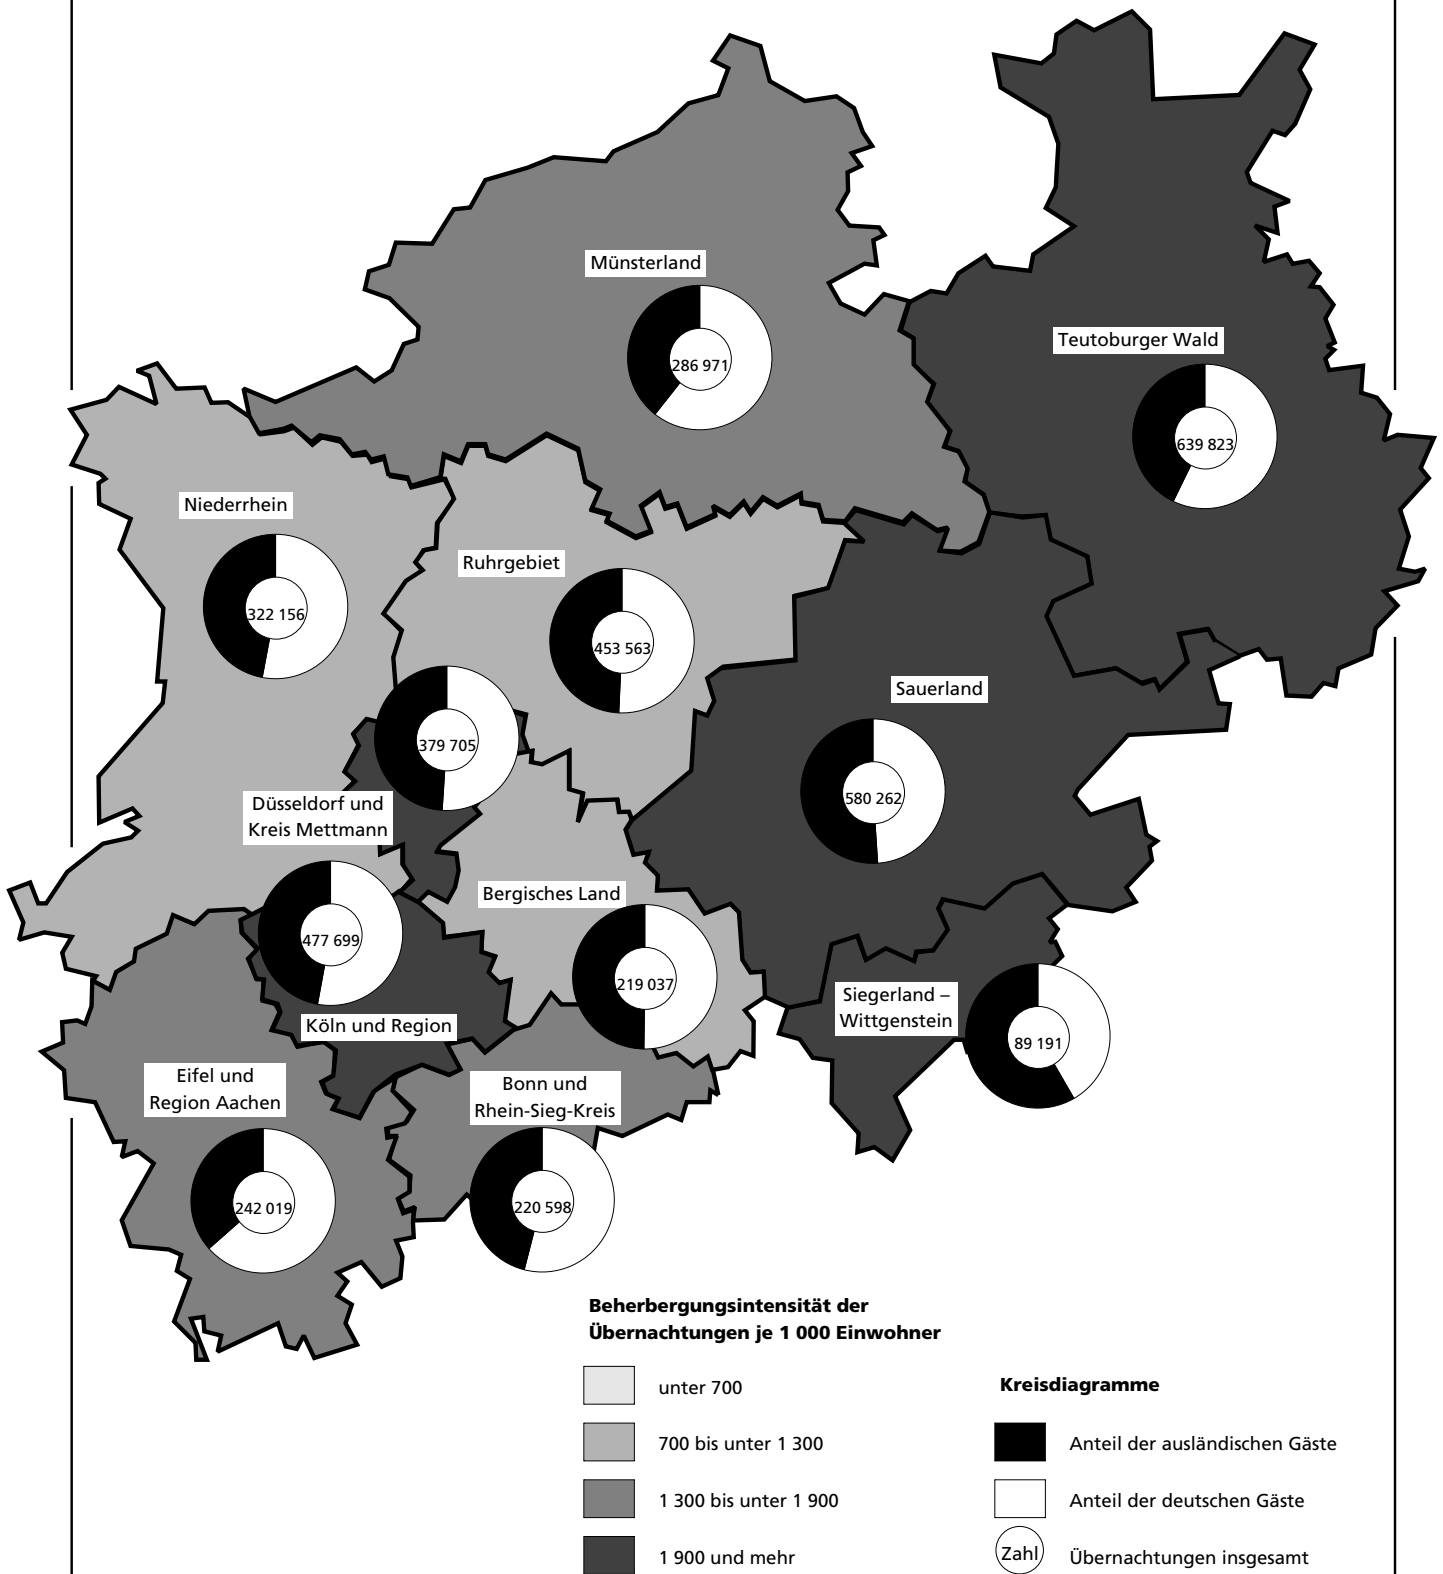 Münsterland
286 971
Teutoburger Wald
639 823
Niederrhein
322 156
Ruhrgebiet
453 563
Sauerland
580 262
379 705
Düsseldorf und
Kreis Mettmann
477 699
Köln und Region
Bergisches Land
219 037
Siegerland –
Wittgenstein
89 191
Eifel und
Region Aachen
242 019
Bonn und
Rhein-Sieg-Kreis
220 598
Beherbergungsintensität der
Übernachtungen je 1 000 Einwohner
unter 700
700 bis unter 1 300
1 300 bis unter 1 900
1 900 und mehr
Kreisdiagramme
Anteil der ausländischen Gäste
Anteil der deutschen Gäste
Zahl
Übernachtungen insgesamt